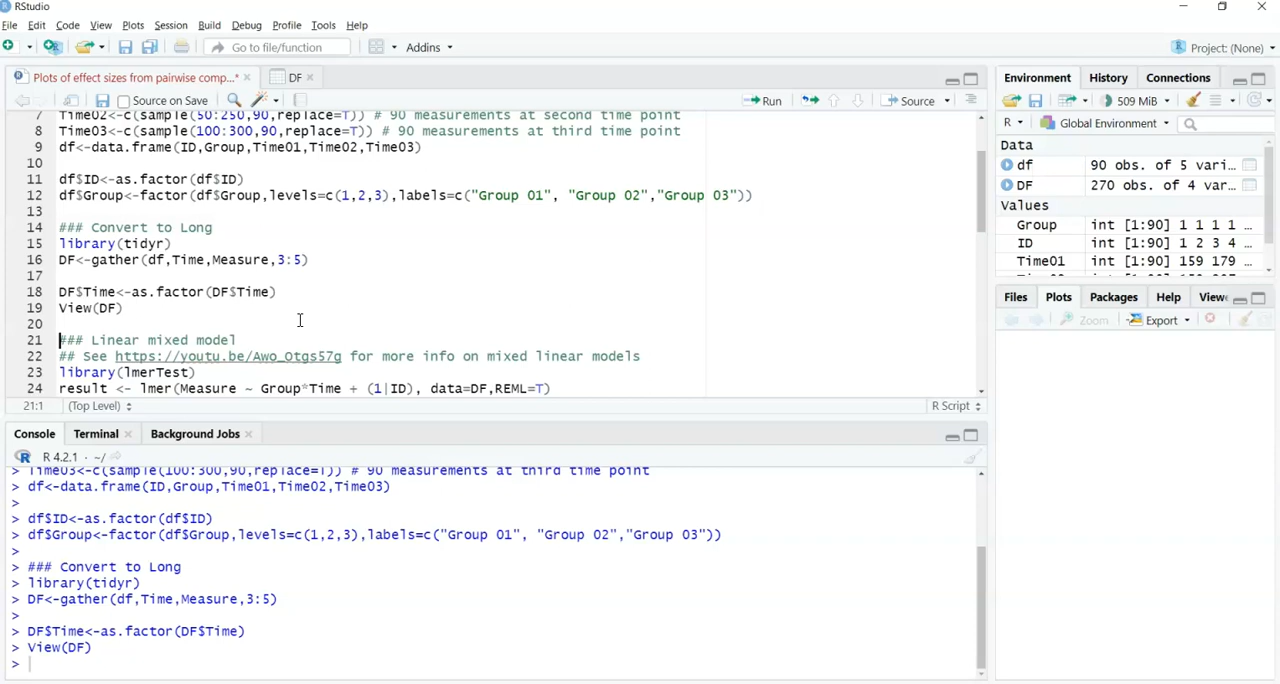 RStudio
File Edit Code View Plots Session Build Debug Profile Tools Help
Go to file/function Addins Project: (None)
Plots of effect sizes from pairwise comp...* DF
Source on Save Run Source
7 Time02<-c(sample(50:250,90,replace=T)) # 90 measurements at second time point
8 Time03<-c(sample(100:300,90,replace=T)) # 90 measurements at third time point
9 df<-data.frame(ID,Group,Time01,Time02,Time03)
10
11 df$ID<-as.factor(df$ID)
12 df$Group<-factor(df$Group,levels=c(1,2,3),labels=c("Group 01", "Group 02","Group 03"))
13
14 ### Convert to Long
15 library(tidyr)
16 DF<-gather(df,Time,Measure,3:5)
17
18 DF$Time<-as.factor(DF$Time)
19 View(DF)
20
21 ### Linear mixed model
22 ## See https://youtu.be/Awo_Otgs57g for more info on mixed linear models
23 library(lmerTest)
24 result <- lmer(Measure ~ Group*Time + (1|ID), data=DF,REML=T)
21:1 (Top Level) R Script
Console Terminal Background Jobs
R 4.2.1 · ~/
> Time03<-c(sample(100:300,90,replace=T)) # 90 measurements at third time point
> df<-data.frame(ID,Group,Time01,Time02,Time03)
>
> df$ID<-as.factor(df$ID)
> df$Group<-factor(df$Group,levels=c(1,2,3),labels=c("Group 01", "Group 02","Group 03"))
>
> ### Convert to Long
> library(tidyr)
> DF<-gather(df,Time,Measure,3:5)
>
> DF$Time<-as.factor(DF$Time)
> View(DF)
>
Environment History Connections
509 MiB
R Global Environment
Data
df 90 obs. of 5 vari...
DF 270 obs. of 4 var...
Values
Group int [1:90] 1 1 1 1 ...
ID int [1:90] 1 2 3 4 ...
Time01 int [1:90] 159 179 ...
Files Plots Packages Help View
Zoom Export